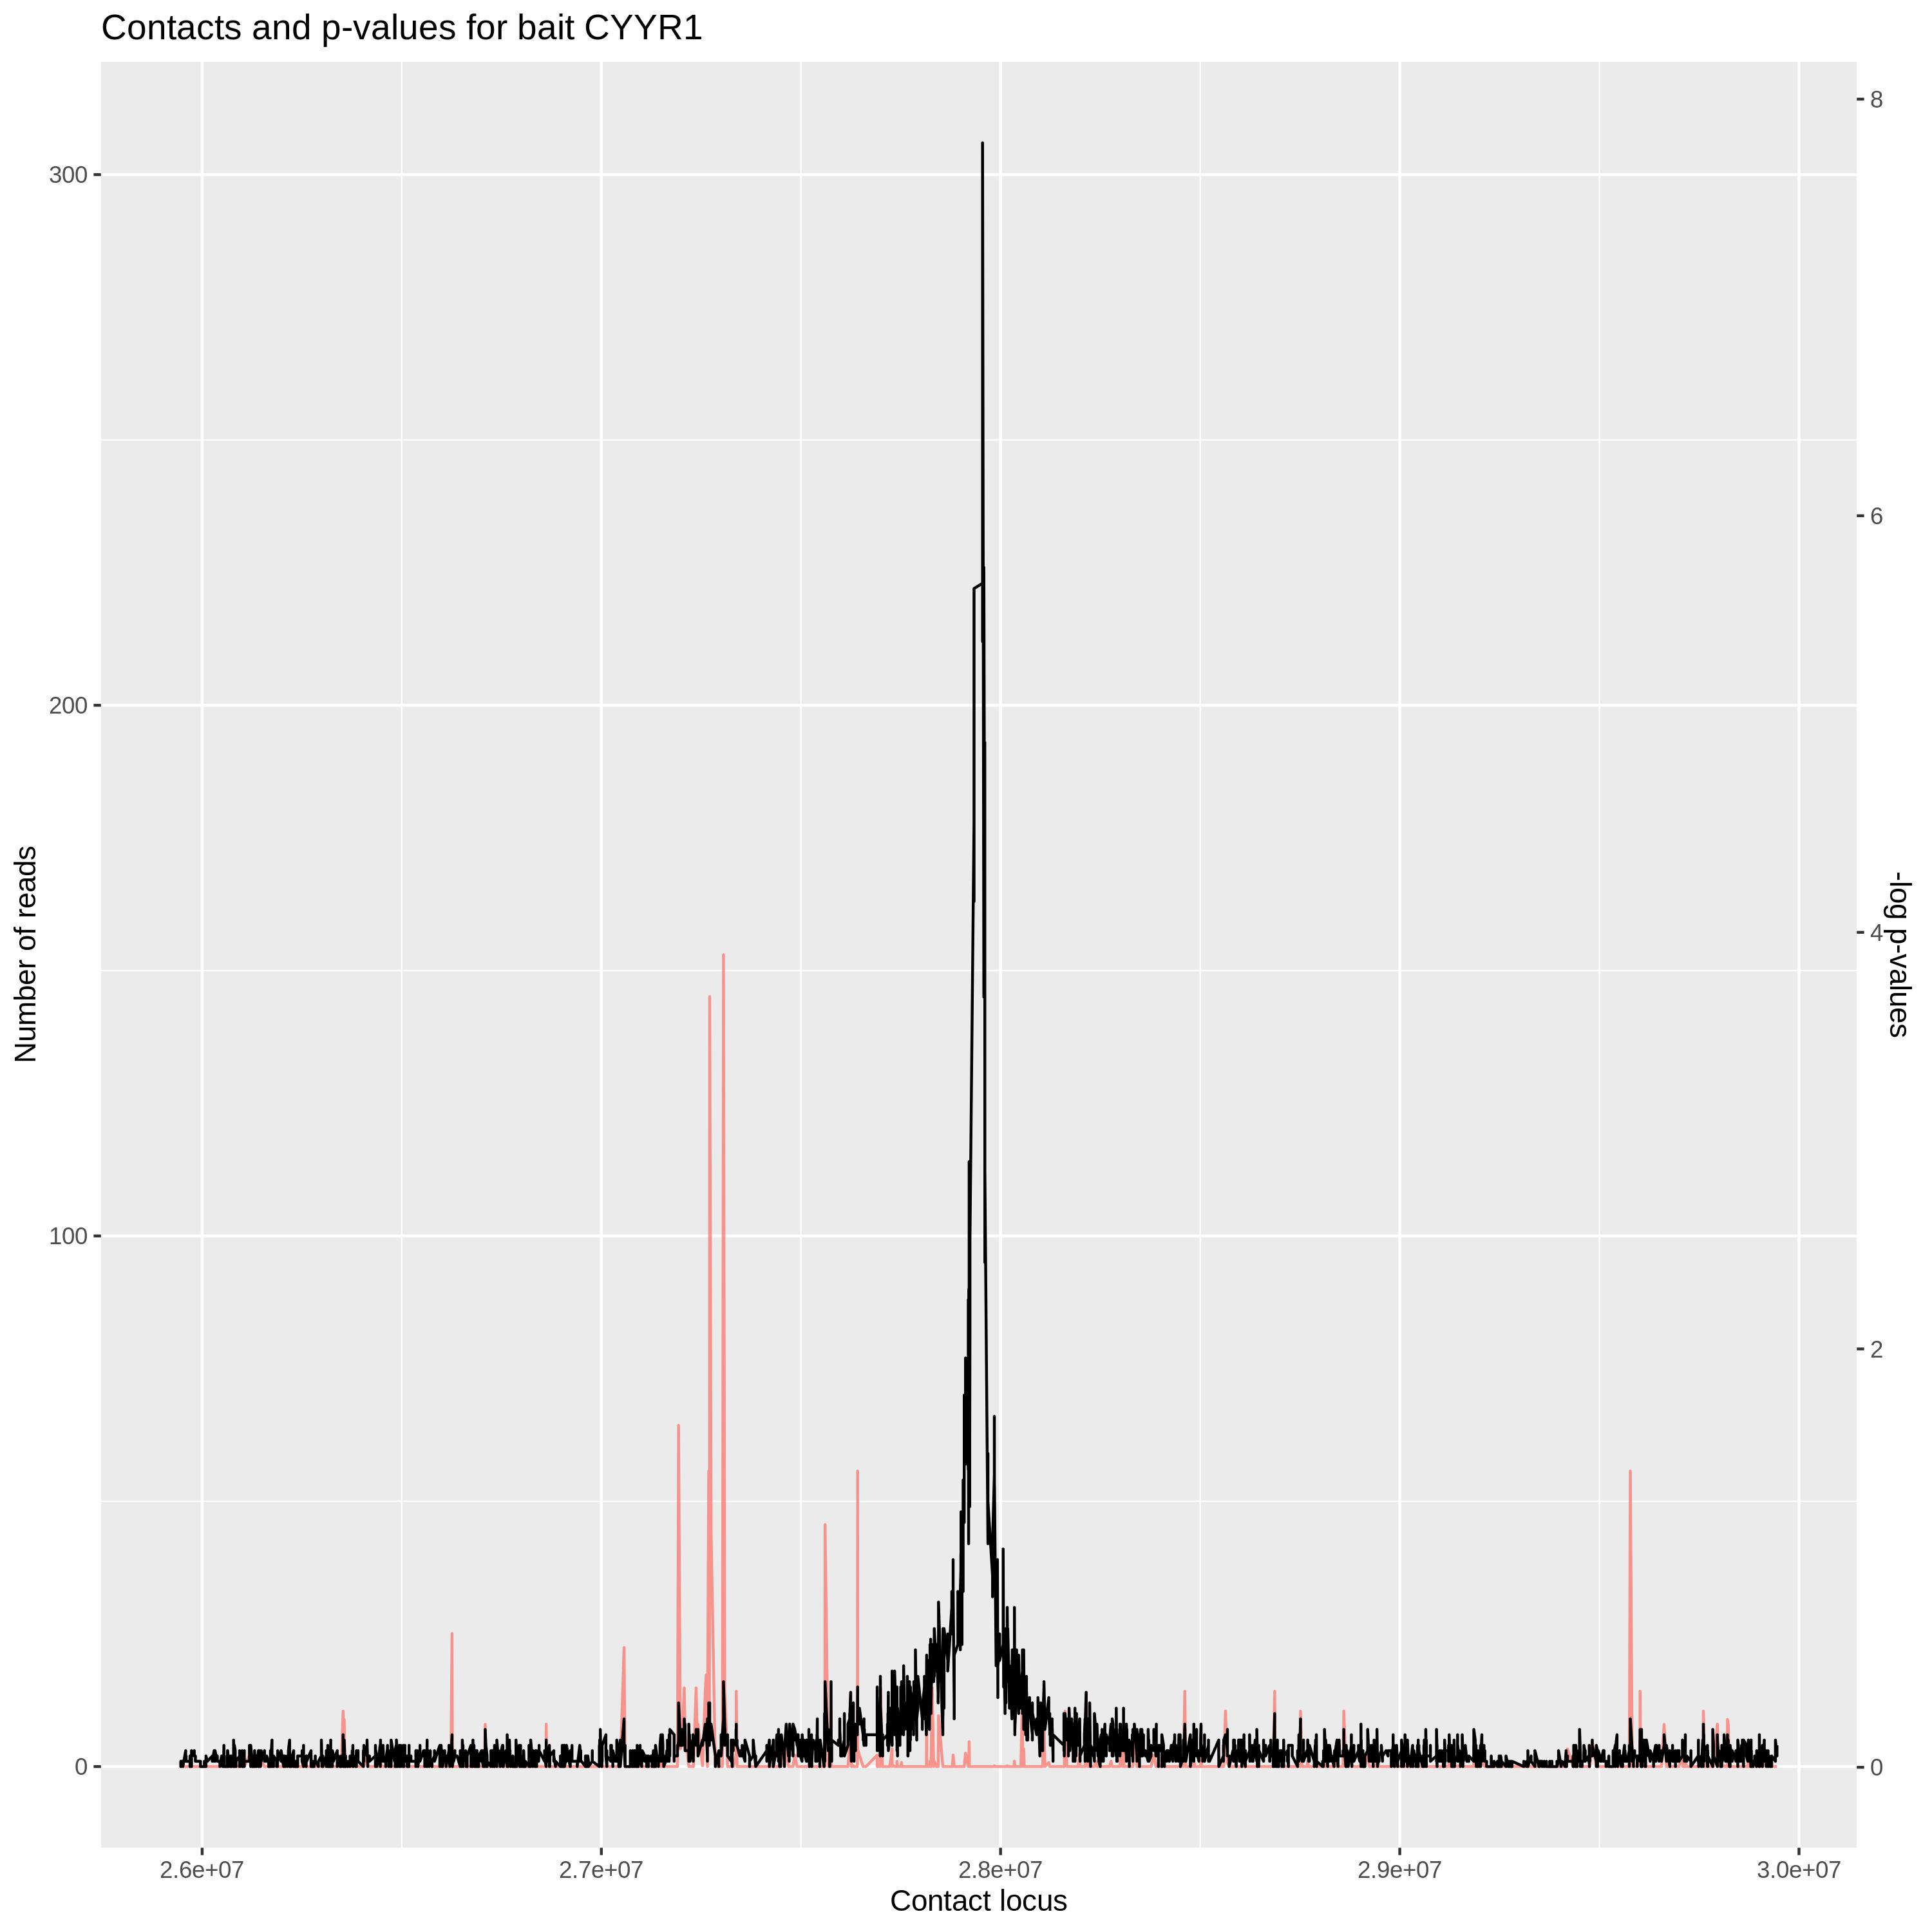 Contacts and p-values for bait CYYR1
8
300
6
200
4
Number of reads
-log p-values
100
2
0
0
2.6e+07 2.7e+07 2.8e+07 2.9e+07 3.0e+07
Contact locus